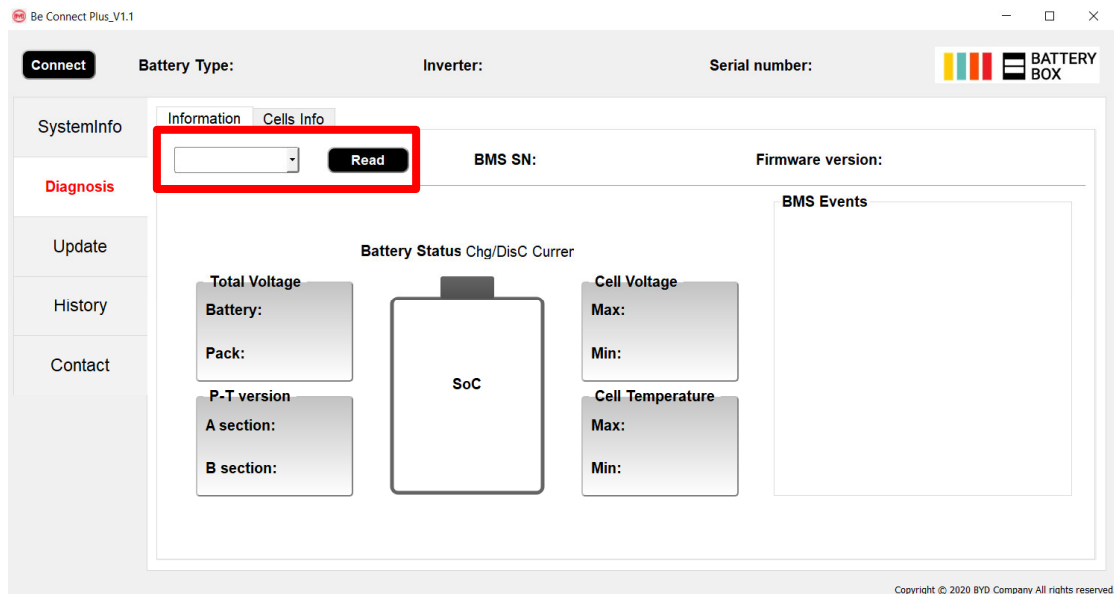 Be Connect Plus_V1.1
Connect Battery Type: Inverter: Serial number: BATTERY BOX
SystemInfo
Diagnosis
Update
History
Contact
Information Cells Info
Read BMS SN: Firmware version:
BMS Events
Battery Status Chg/DisC Currer
Total Voltage
Battery:
Pack:
P-T version
A section:
B section:
SoC
Cell Voltage
Max:
Min:
Cell Temperature
Max:
Min:
Copyright © 2020 BYD Company All rights reserved